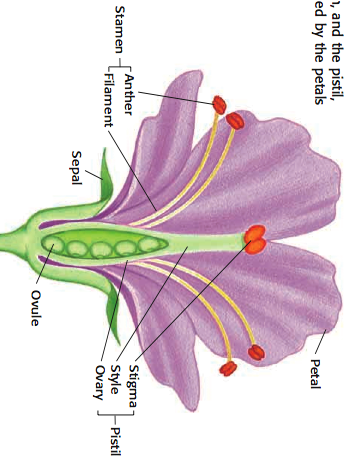 n, and the pistil,
ed by the petals
Petal
Stamen
Anther
Filament
Stigma
Style
Ovary
Pistil
Sepal
Ovule